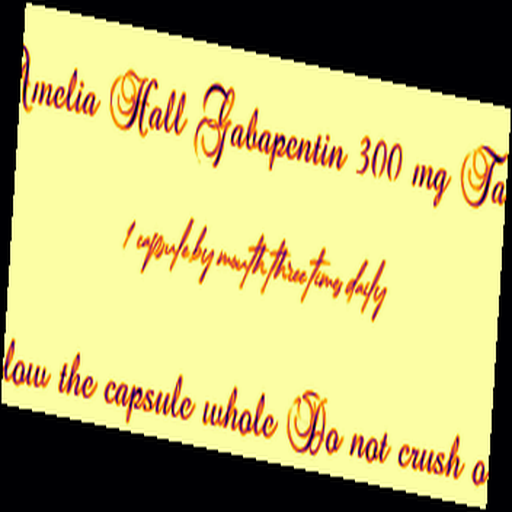 Amelia Hall Gabapentin 300 mg Ta
1 capsule by mouth three times daily
low the capsule whole Do not crush o